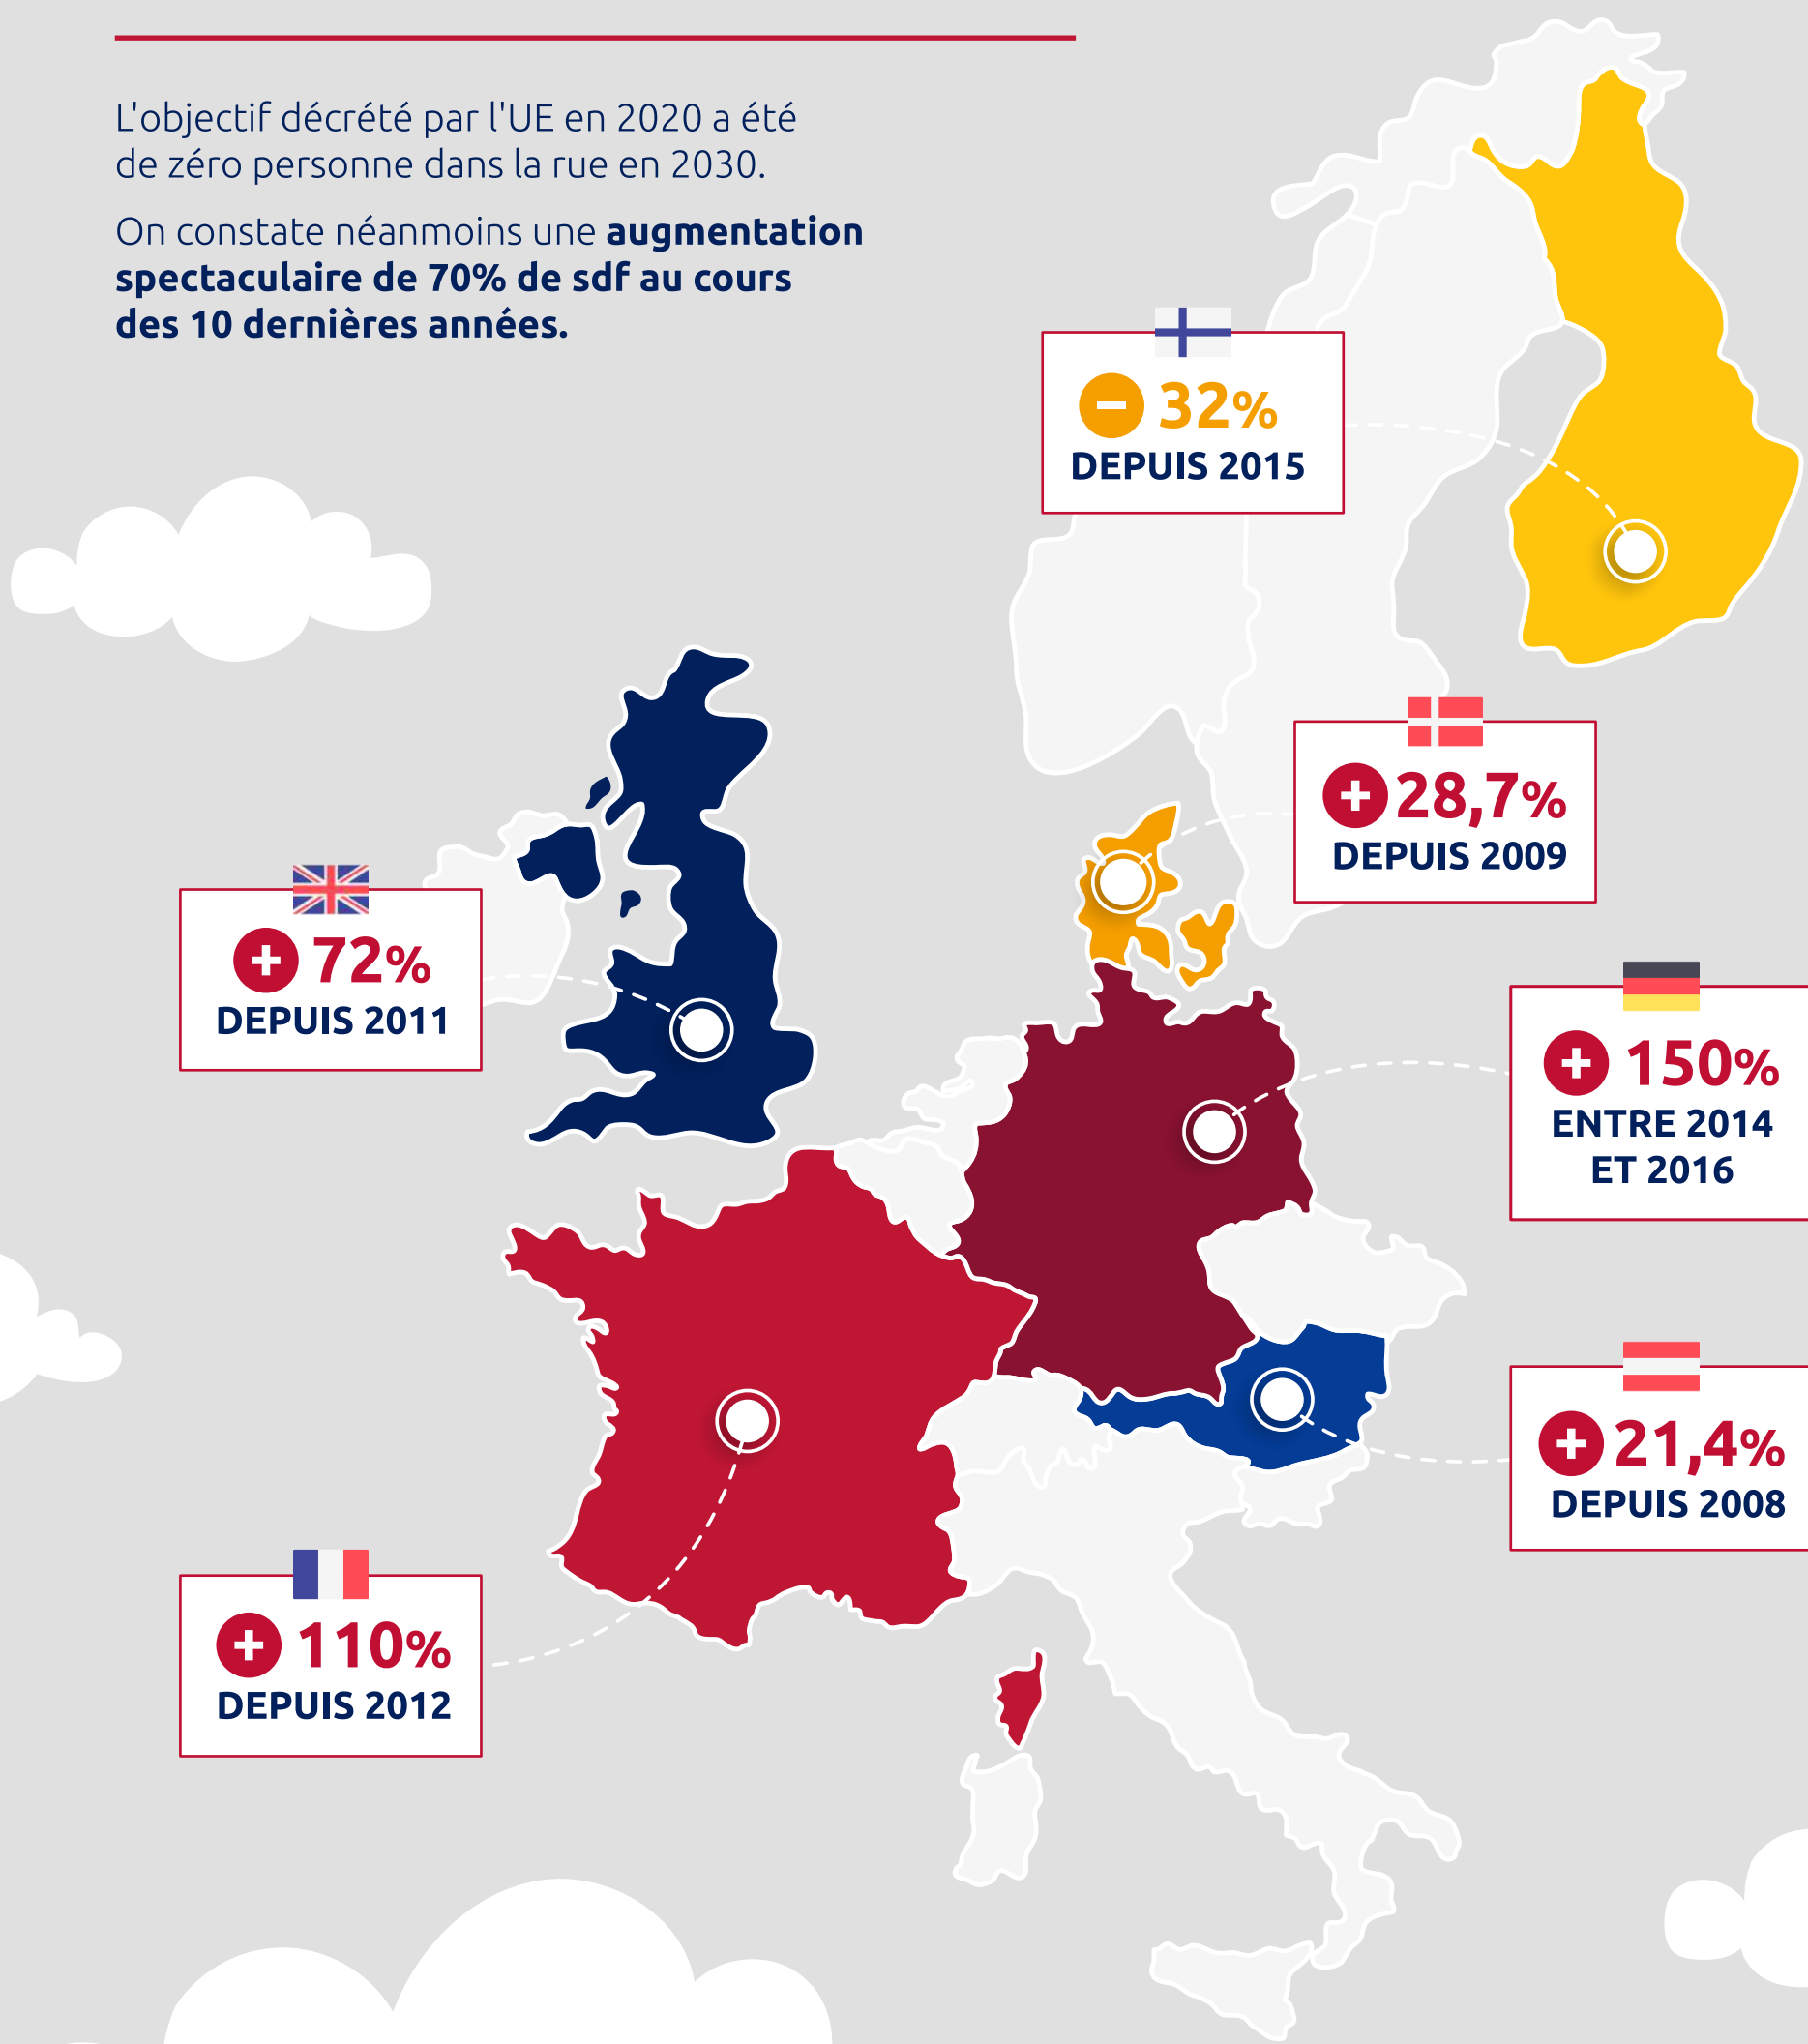 L'objectif décrété par l'UE en 2020 a été
de zéro personne dans la rue en 2030.
On constate néanmoins une augmentation
spectaculaire de 70% de sdf au cours
des 10 dernières années.
- 32%
DEPUIS 2015
+ 28,7%
DEPUIS 2009
+ 72%
DEPUIS 2011
+ 150%
ENTRE 2014
ET 2016
+ 21,4%
DEPUIS 2008
+ 110%
DEPUIS 2012